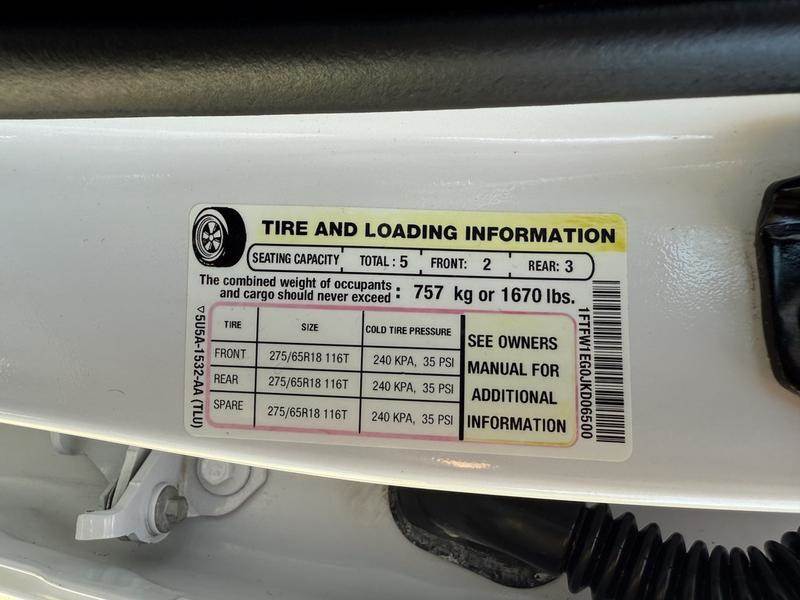 TIRE AND LOADING INFORMATION
SEATING CAPACITY TOTAL : 5 FRONT: 2 REAR: 3
The combined weight of occupants
and cargo should never exceed : 757 kg or 1670 lbs.
TIRE SIZE COLD TIRE PRESSURE
FRONT 275/65R18 116T 240 KPA, 35 PSI
REAR 275/65R18 116T 240 KPA, 35 PSI
SPARE 275/65R18 116T 240 KPA, 35 PSI
SEE OWNERS
MANUAL FOR
ADDITIONAL
INFORMATION
▽5U5A-1532-AA (TLU)
1FTFW1EG0JKD06500